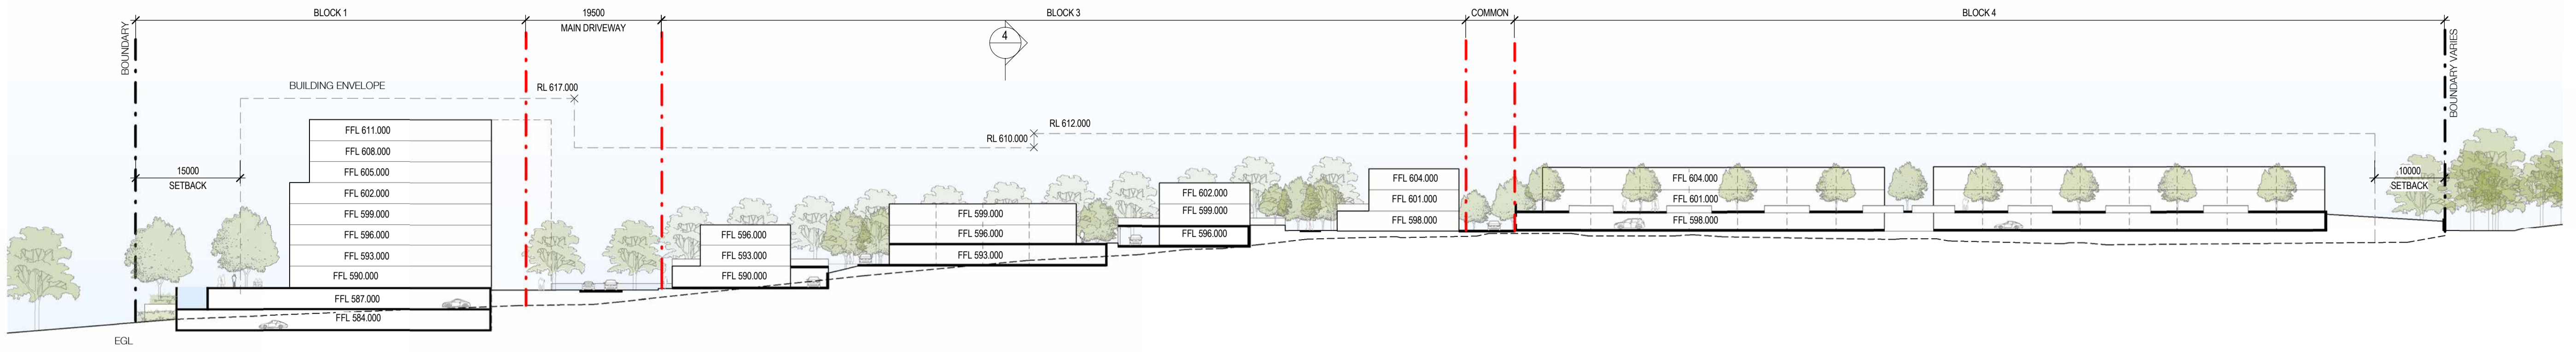 BLOCK 1
19500
MAIN DRIVEWAY
BLOCK 3
COMMON
BLOCK 4
BOUNDARY
BOUNDARY VARIES
4
BUILDING ENVELOPE
RL 617.000
RL 610.000
RL 612.000
15000
SETBACK
10000
SETBACK
FFL 611.000
FFL 608.000
FFL 605.000
FFL 602.000
FFL 599.000
FFL 596.000
FFL 593.000
FFL 590.000
FFL 587.000
FFL 584.000
FFL 596.000
FFL 593.000
FFL 590.000
FFL 599.000
FFL 596.000
FFL 593.000
FFL 602.000
FFL 599.000
FFL 596.000
FFL 604.000
FFL 601.000
FFL 598.000
FFL 604.000
FFL 601.000
FFL 598.000
EGL